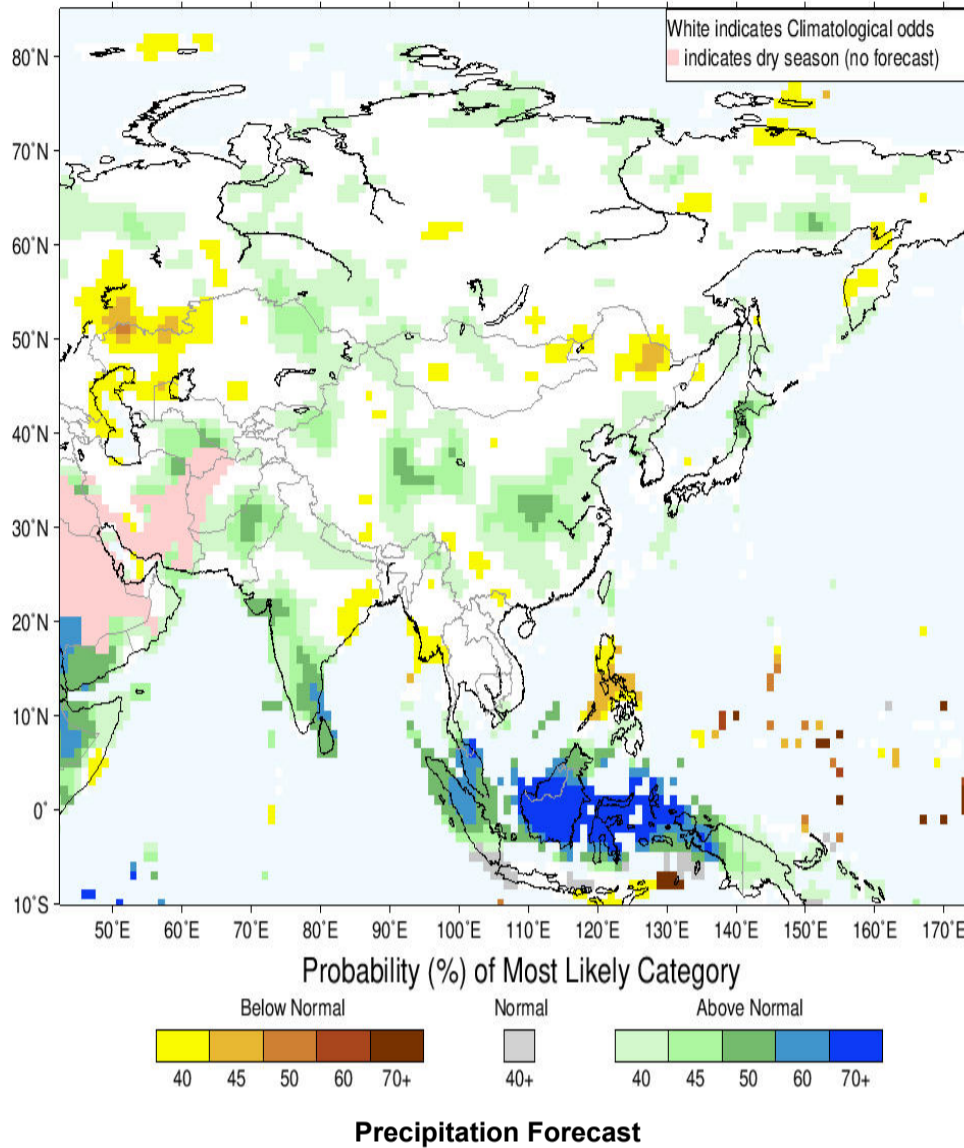 White indicates Climatological odds
indicates dry season (no forecast)
80˚N
70˚N
60˚N
50˚N
40˚N
30˚N
20˚N
10˚N
0˚
10˚S
50˚E 60˚E 70˚E 80˚E 90˚E 100˚E 110˚E 120˚E 130˚E 140˚E 150˚E 160˚E 170˚E
Probability (%) of Most Likely Category
Below Normal Normal Above Normal
40 45 50 60 70+ 40+ 40 45 50 60 70+
Precipitation Forecast